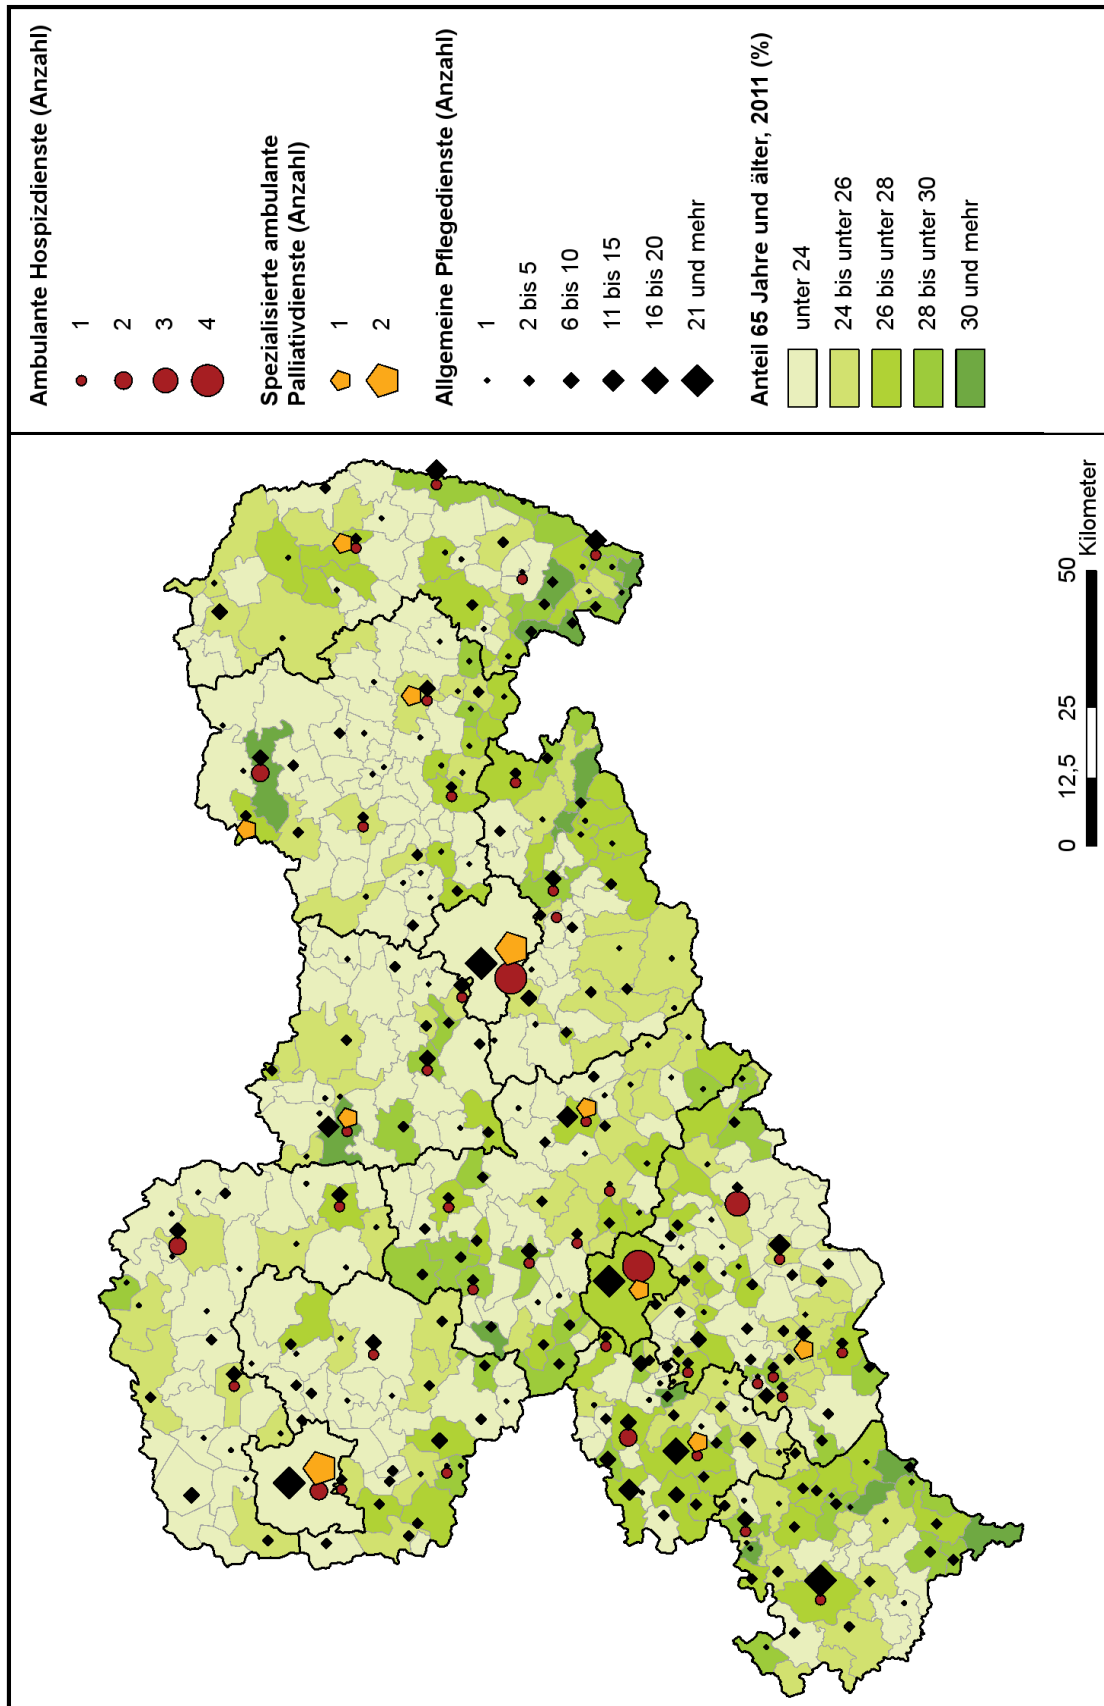 Ambulante Hospizdienste (Anzahl)
1
2
3
4
Spezialisierte ambulante
Palliativdienste (Anzahl)
1
2
Allgemeine Pflegedienste (Anzahl)
1
2 bis 5
6 bis 10
11 bis 15
16 bis 20
21 und mehr
Anteil 65 Jahre und älter, 2011 (%)
unter 24
24 bis unter 26
26 bis unter 28
28 bis unter 30
30 und mehr
0 12,5 25 50
Kilometer